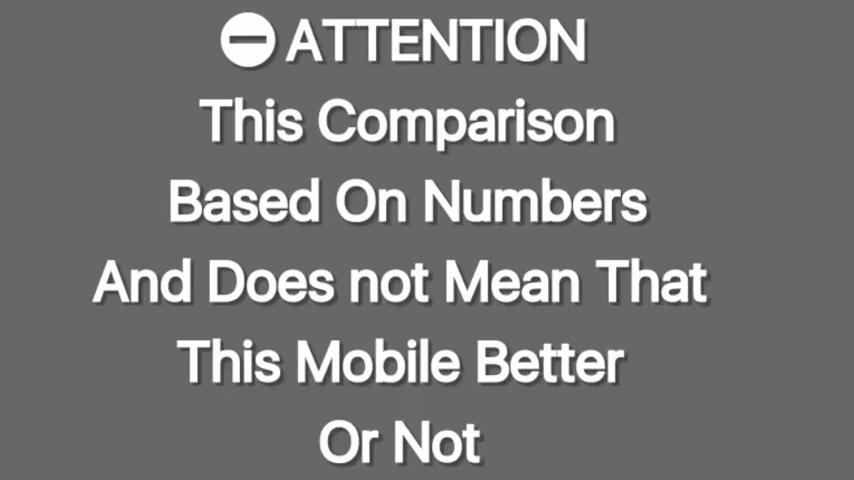 ATTENTION
This Comparison
Based On Numbers
And Does not Mean That
This Mobile Better
Or Not